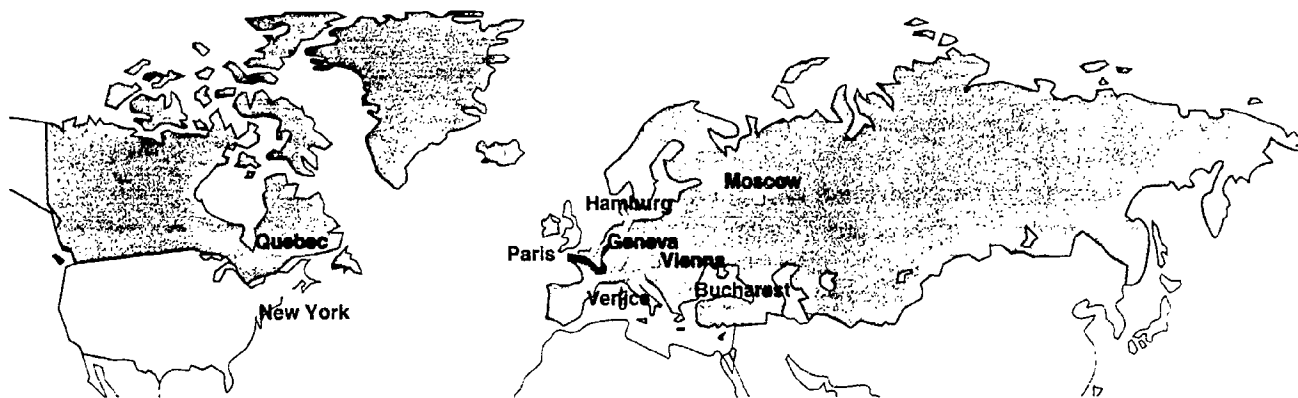 Moscow
Hamburg
Quebec
Geneva
Paris
Vienna
Bucharest
Venice
New York